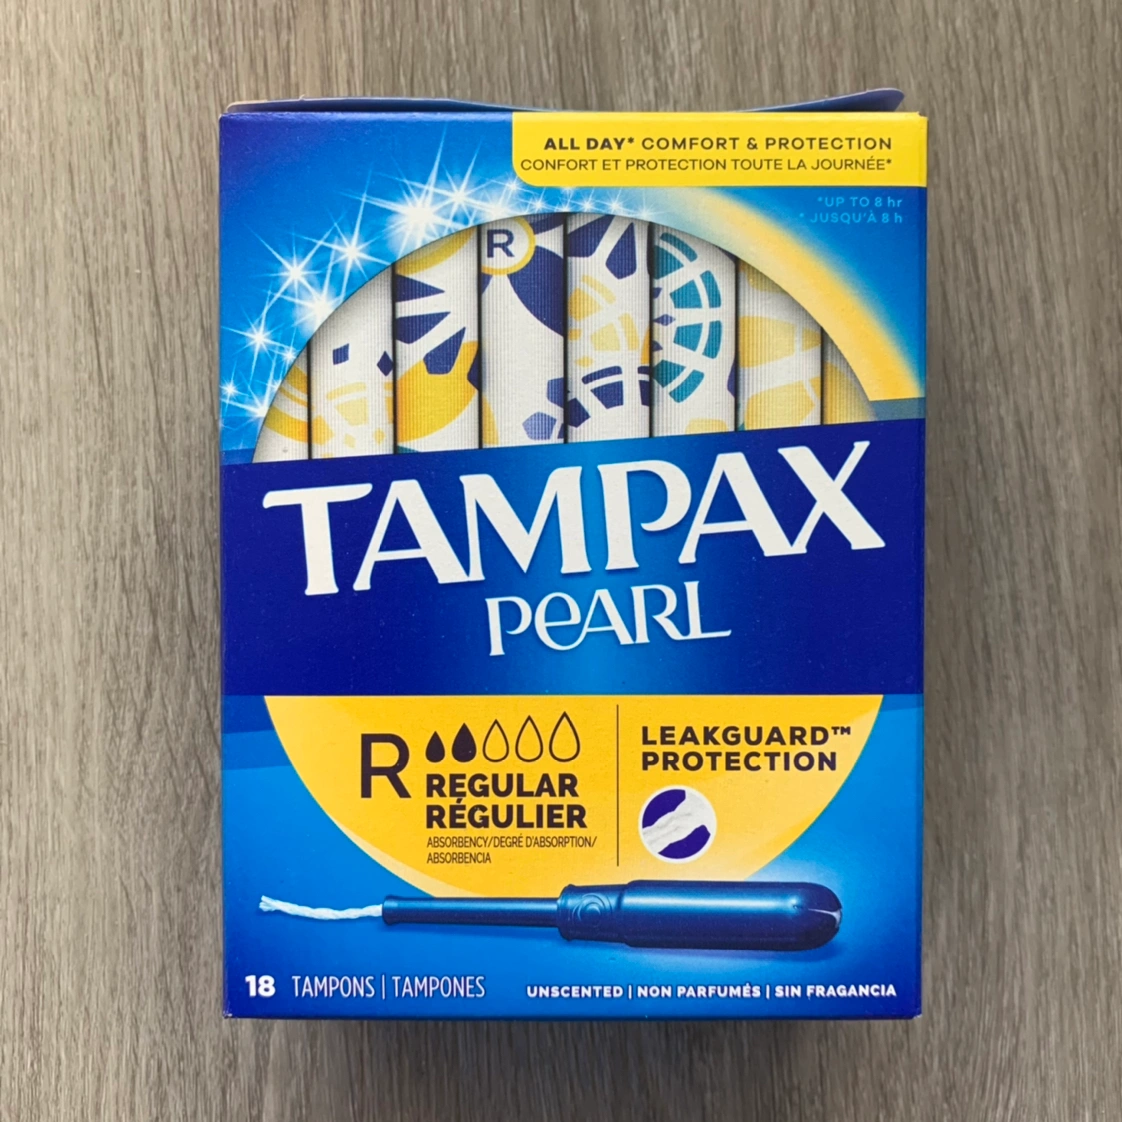 ALL DAY* COMFORT & PROTECTION
CONFORT ET PROTECTION TOUTE LA JOURNÉE*
*UP TO 8 hr
* JUSQU'À 8 h
R
TAMPAX
PEARL
R
REGULAR
RÉGULIER
ABSORBENCY/DEGRÉ D'ABSORPTION/
ABSORBENCIA
LEAKGUARD™
PROTECTION
18 TAMPONS | TAMPONES
UNSCENTED | NON PARFUMÉS | SIN FRAGANCIA